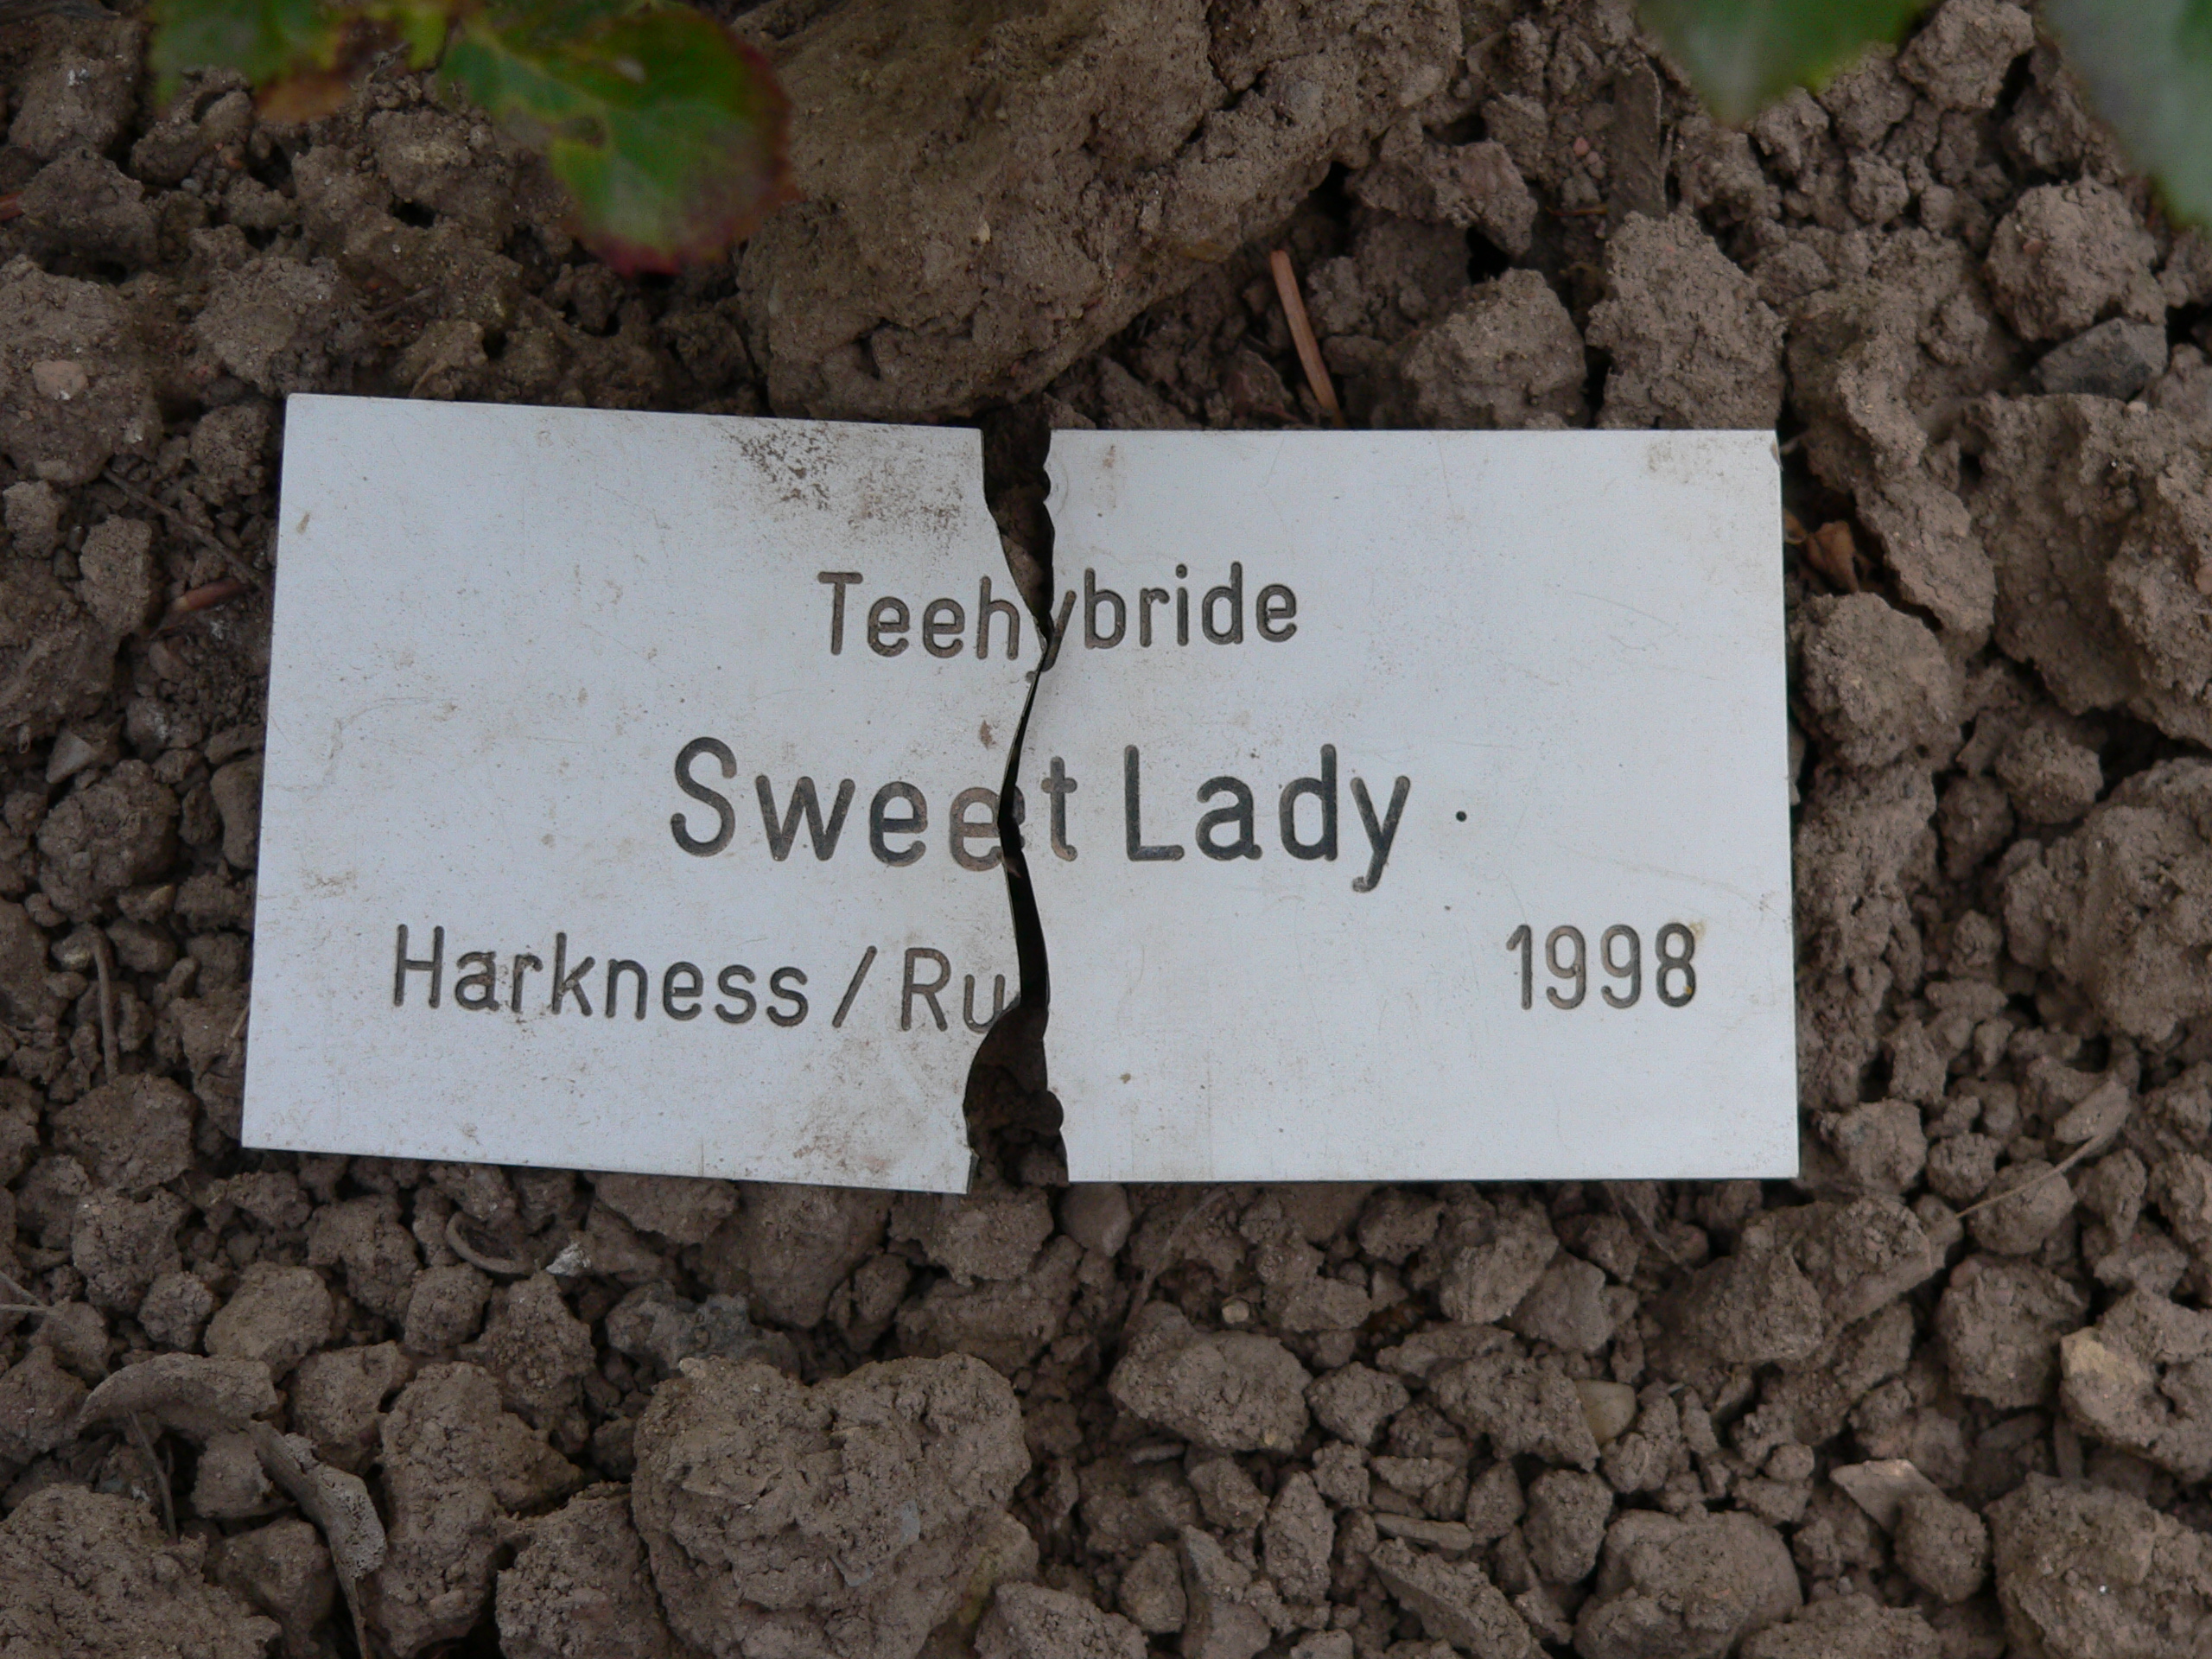 Teehybride
Sweet Lady
Harkness / Ru 1998